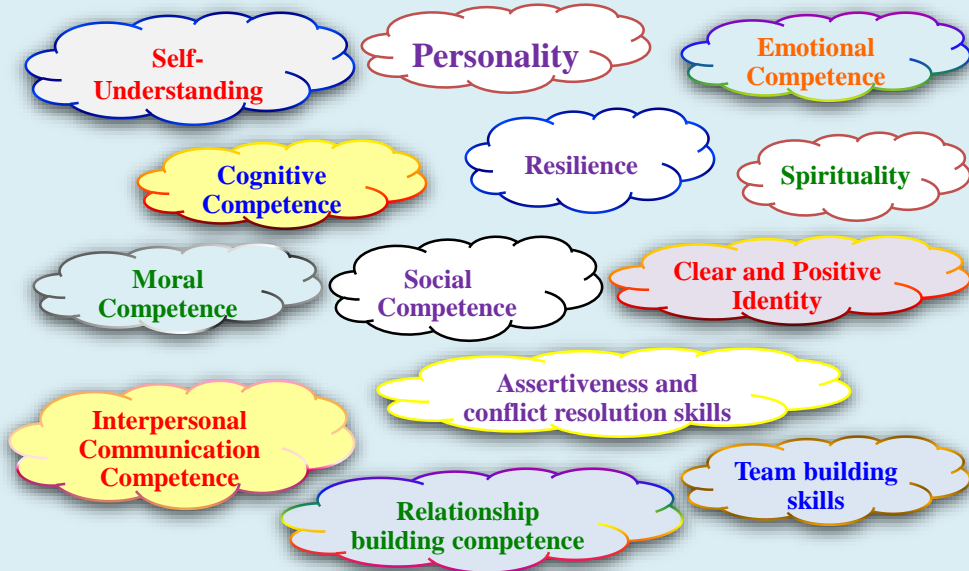 Self-
Understanding
Personality
Emotional
Competence
Cognitive
Competence
Resilience
Spirituality
Moral
Competence
Social
Competence
Clear and Positive
Identity
Assertiveness and
conflict resolution skills
Interpersonal
Communication
Competence
Team building
skills
Relationship
building competence